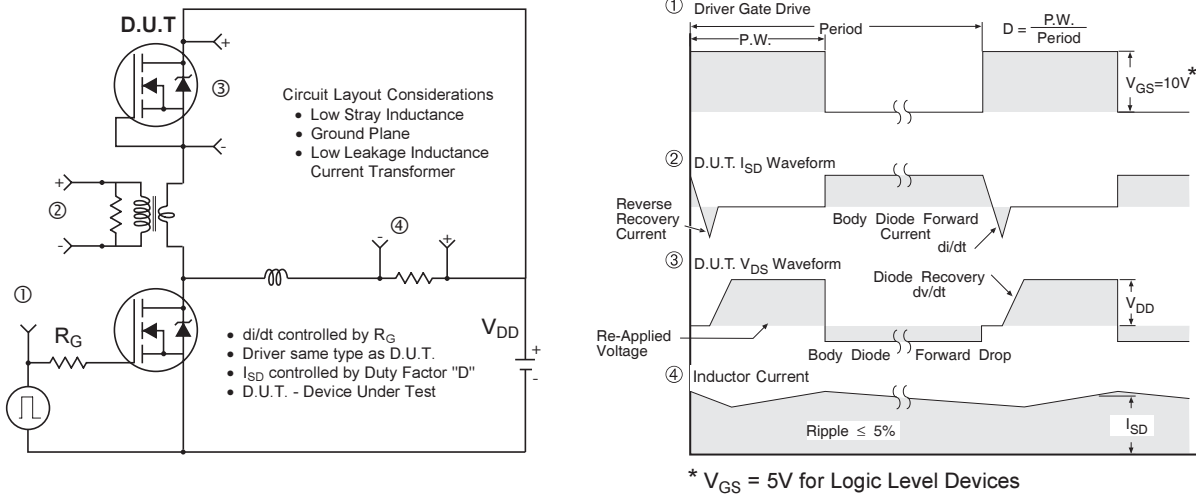 D.U.T
+
③
-
Circuit Layout Considerations
• Low Stray Inductance
• Ground Plane
• Low Leakage Inductance
Current Transformer
+
②
-
④
-
+
①
R_G
V_DD
+
-
• di/dt controlled by R_G
• Driver same type as D.U.T.
• I_SD controlled by Duty Factor "D"
• D.U.T. - Device Under Test
① Driver Gate Drive
P.W.
Period
D = P.W. / Period
V_GS=10V*
② D.U.T. I_SD Waveform
Reverse
Recovery
Current
Body Diode Forward
Current
di/dt
③ D.U.T. V_DS Waveform
Diode Recovery
dv/dt
V_DD
Re-Applied
Voltage
Body Diode Forward Drop
④ Inductor Current
Ripple ≤ 5%
I_SD
* V_GS = 5V for Logic Level Devices